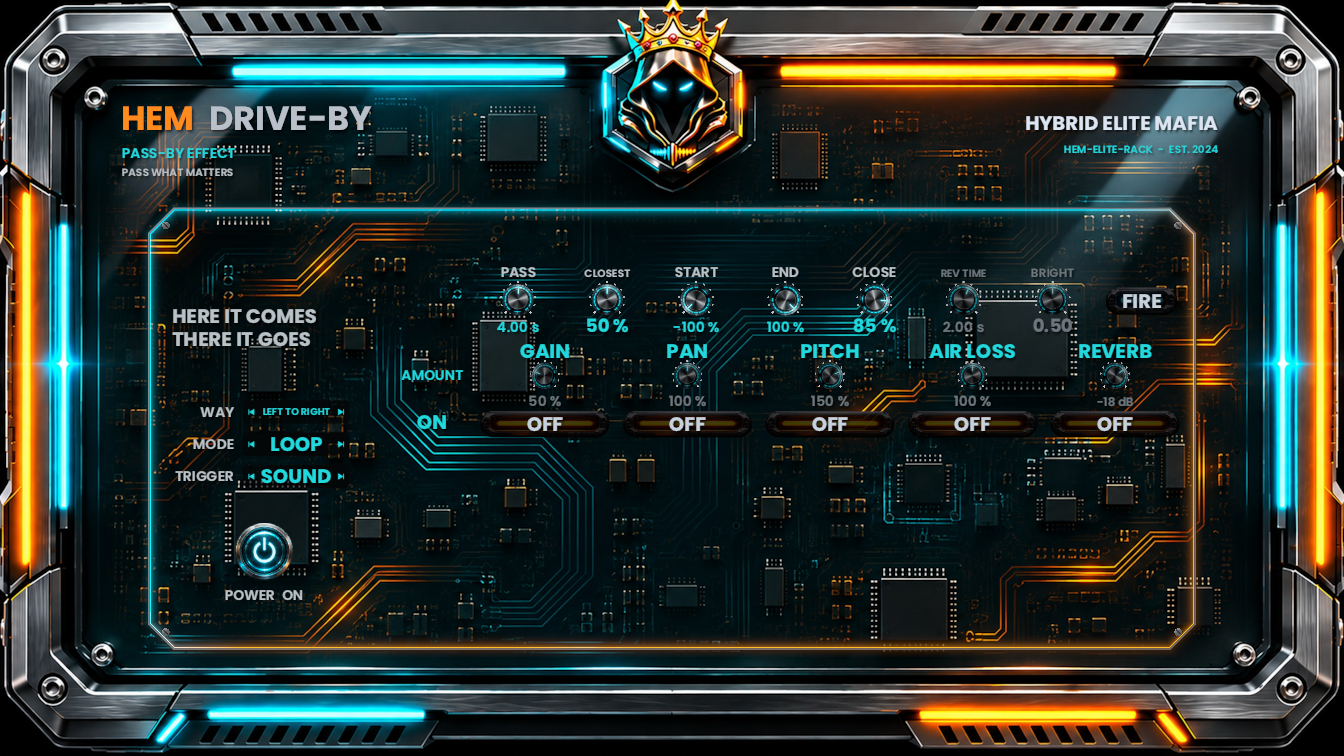 HEM DRIVE-BY
PASS-BY EFFECT
PASS WHAT MATTERS
HYBRID ELITE MAFIA
HEM-ELITE-RACK - EST. 2024
PASS CLOSEST START END CLOSE REV TIME BRIGHT
FIRE
4.00 s 50 % -100 % 100 % 85 % 2.00 s 0.50
HERE IT COMES
THERE IT GOES
GAIN PAN PITCH AIR LOSS REVERB
AMOUNT
50 % 100 % 150 % 100 % -18 dB
WAY LEFT TO RIGHT
ON OFF OFF OFF OFF OFF
MODE LOOP
TRIGGER SOUND
POWER ON